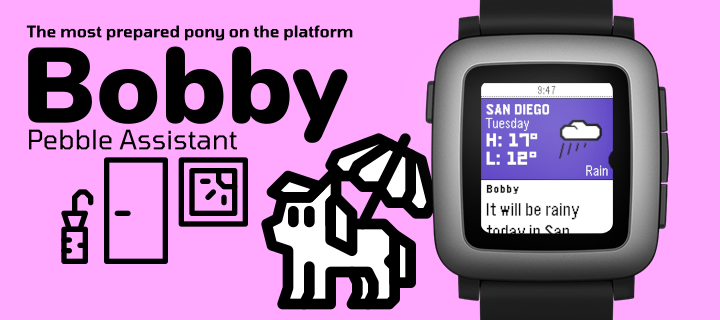 The most prepared pony on the platform
Bobby
Pebble Assistant
9:47
SAN DIEGO
Tuesday
H: 17°
L: 12°
Rain
Bobby
It will be rainy
today in San